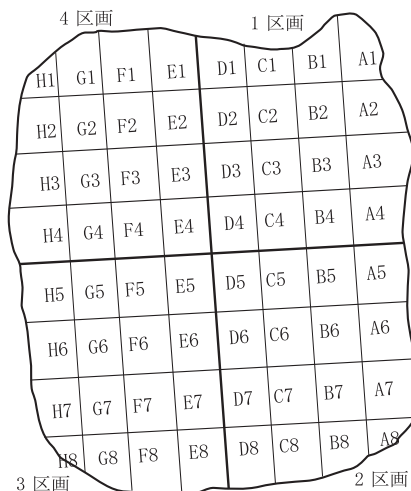 4 区画 1 区画
H1 G1 F1 E1 D1 C1 B1 A1
H2 G2 F2 E2 D2 C2 B2 A2
H3 G3 F3 E3 D3 C3 B3 A3
H4 G4 F4 E4 D4 C4 B4 A4
H5 G5 F5 E5 D5 C5 B5 A5
H6 G6 F6 E6 D6 C6 B6 A6
H7 G7 F7 E7 D7 C7 B7 A7
H8 G8 F8 E8 D8 C8 B8 A8
3 区画 2 区画